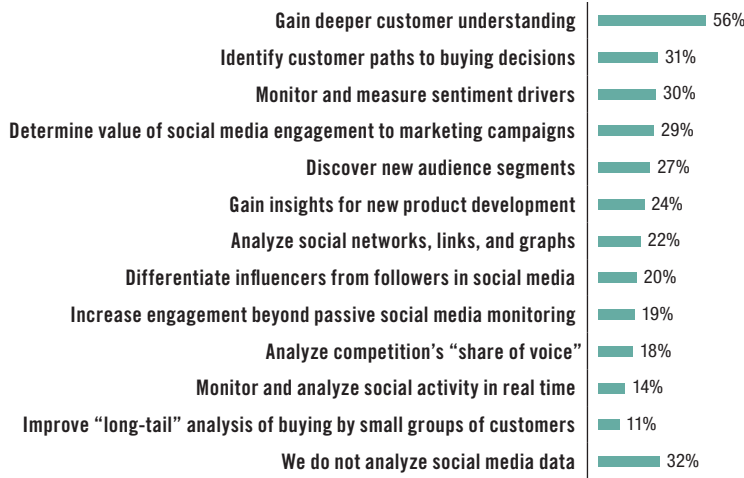 Gain deeper customer understanding 56%
Identify customer paths to buying decisions 31%
Monitor and measure sentiment drivers 30%
Determine value of social media engagement to marketing campaigns 29%
Discover new audience segments 27%
Gain insights for new product development 24%
Analyze social networks, links, and graphs 22%
Differentiate influencers from followers in social media 20%
Increase engagement beyond passive social media monitoring 19%
Analyze competition’s “share of voice” 18%
Monitor and analyze social activity in real time 14%
Improve “long-tail” analysis of buying by small groups of customers 11%
We do not analyze social media data 32%